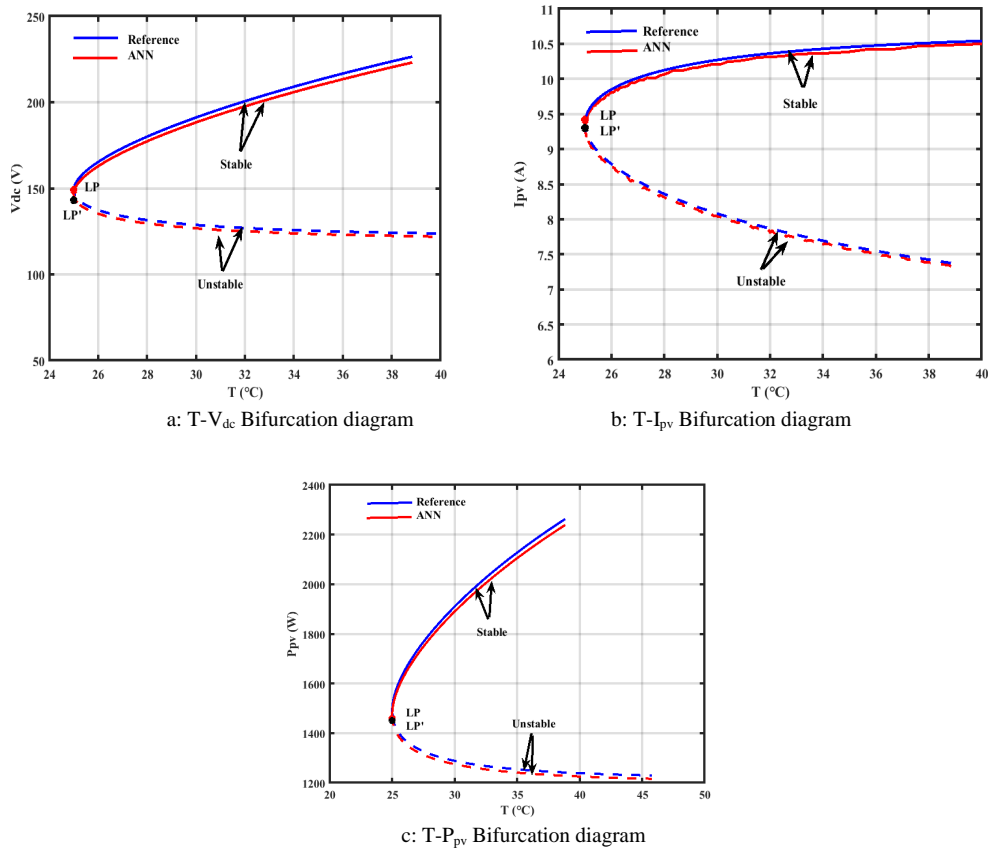 250
200
150
100
50
Vdc (V)
Reference
ANN
LP
LP'
Stable
Unstable
24 26 28 30 32 34 36 38 40
T (°C)
a: T-Vdc Bifurcation diagram
11
10.5
10
9.5
9
8.5
8
7.5
7
6.5
6
Ipv (A)
Reference
ANN
LP
LP'
Stable
Unstable
24 26 28 30 32 34 36 38 40
T (°C)
b: T-Ipv Bifurcation diagram
2400
2200
2000
1800
1600
1400
1200
Ppv (W)
Reference
ANN
Stable
LP
LP'
Unstable
20 25 30 35 40 45 50
T (°C)
c: T-Ppv Bifurcation diagram